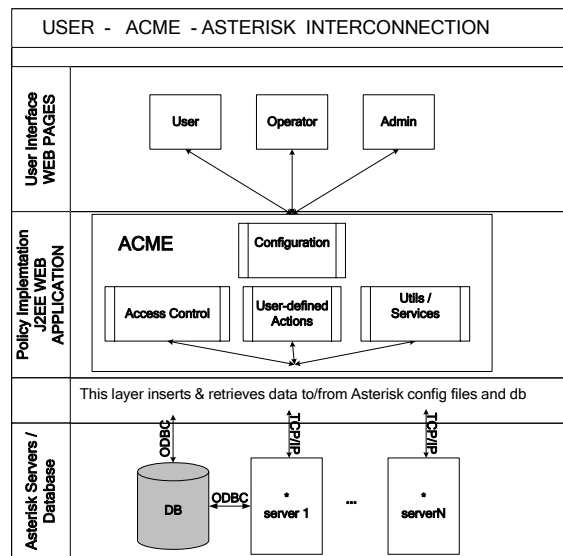 USER - ACME - ASTERISK INTERCONNECTION
User Interface
WEB PAGES
User
Operator
Admin
Policy Implemtation
J2EE WEB
APPLICATION
ACME
Configuration
Access Control
User-defined
Actions
Utils /
Services
This layer inserts & retrieves data to/from Asterisk config files and db
Asterisk Servers /
Database
ODBC
TCP/IP
TCP/IP
DB
ODBC
*
server 1
...
*
serverN